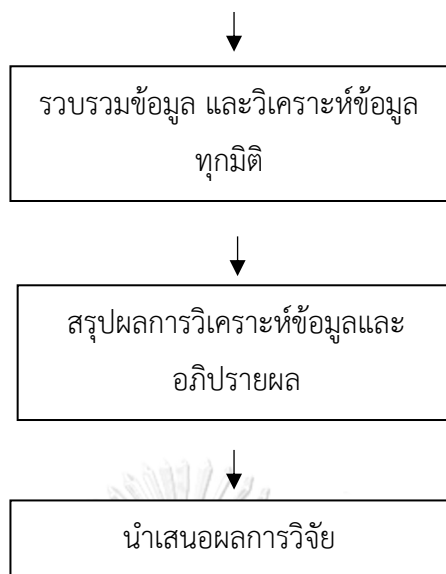 รวบรวมข้อมูล และวิเคราะห์ข้อมูล
ทุกมิติ
สรุปผลการวิเคราะห์ข้อมูลและ
อภิปรายผล
นำเสนอผลการวิจัย